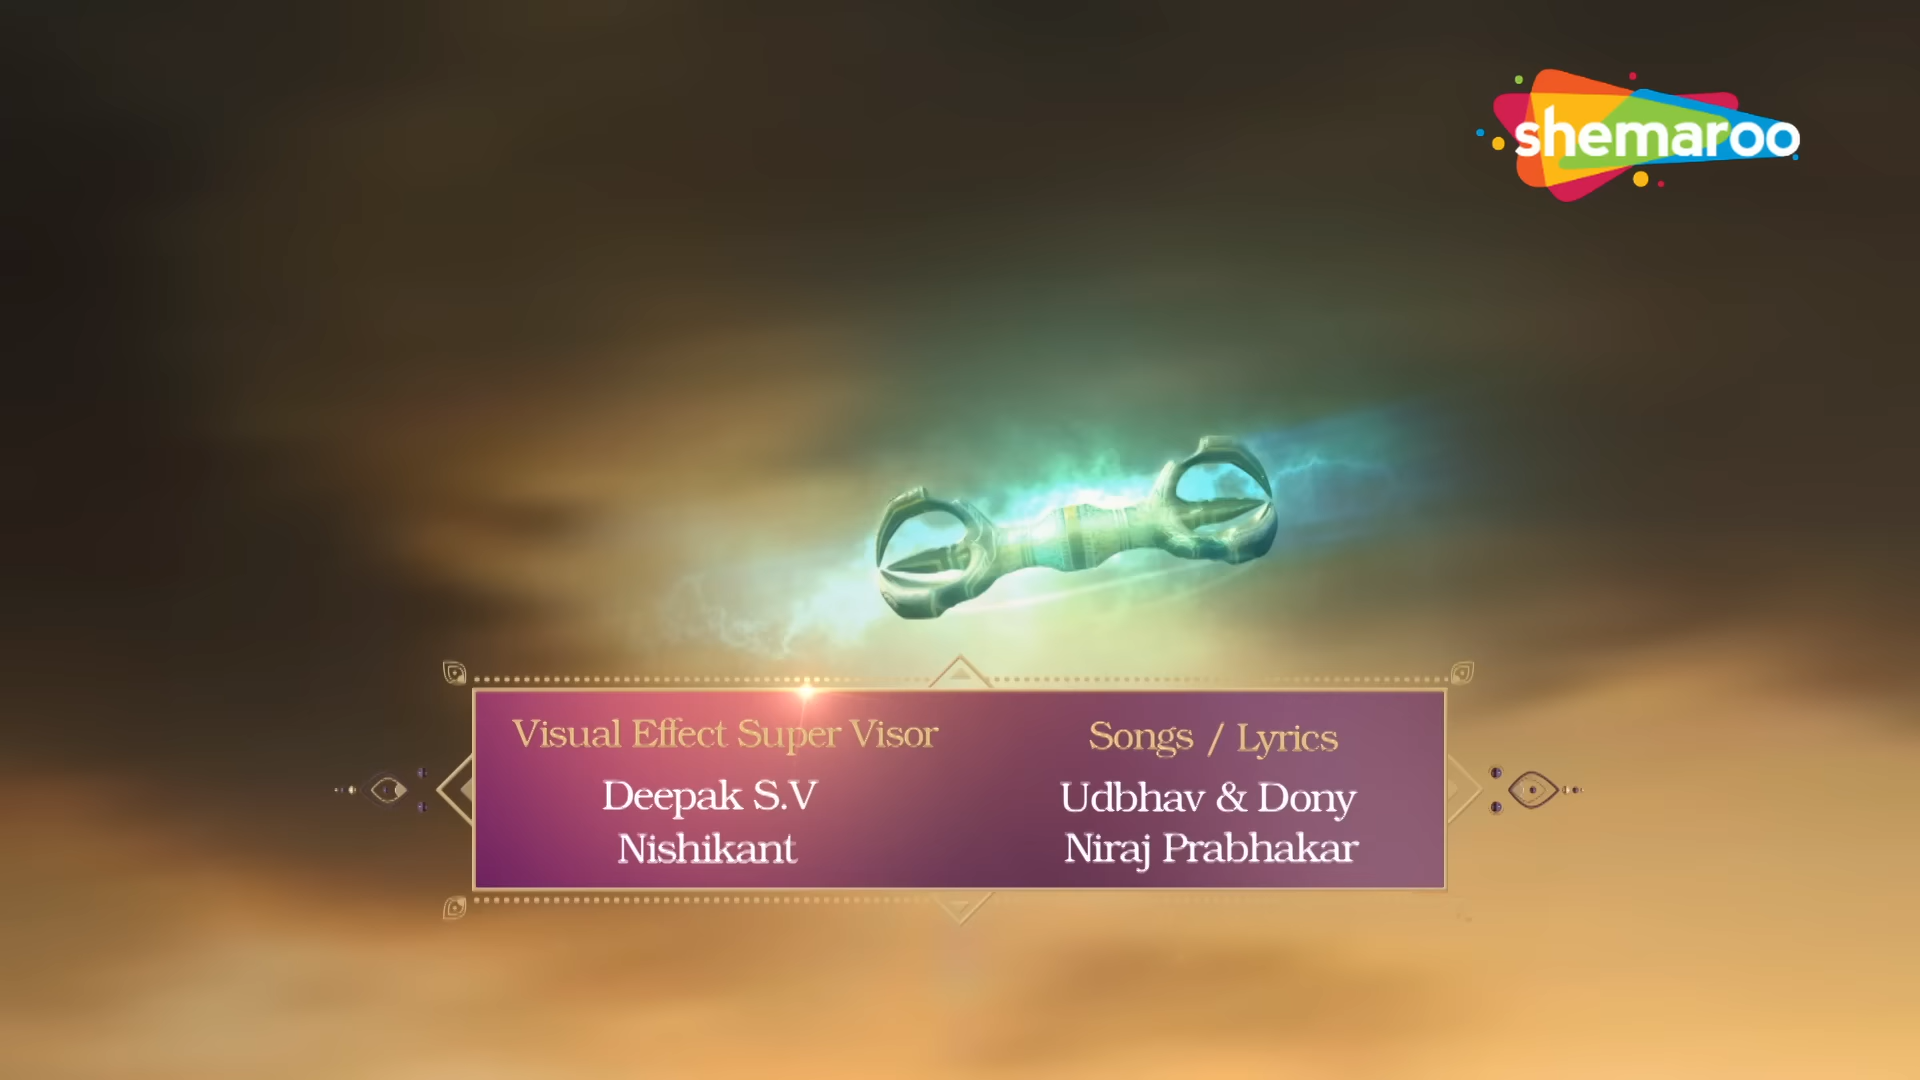 shemaroo
Visual Effect Super Visor
Deepak S.V
Nishikant
Songs / Lyrics
Udbhav & Dony
Niraj Prabhakar